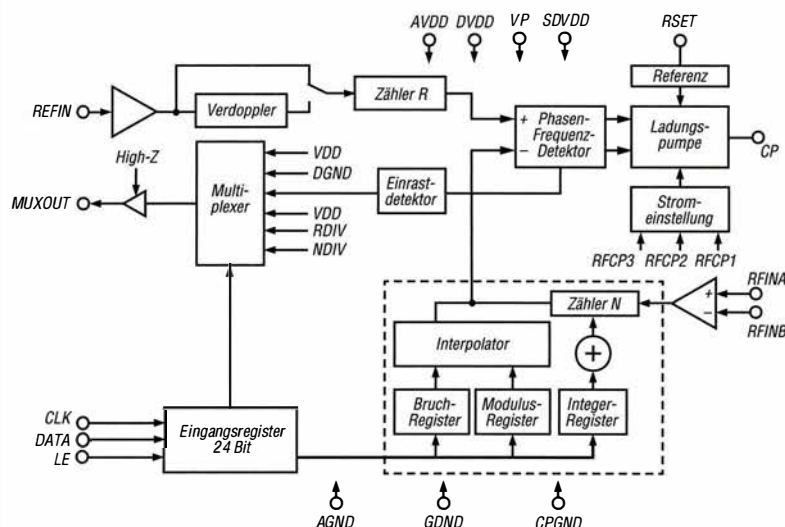 AVDD DVDD VP SDVDD RSET
Referenz
REFIN
Verdoppler
Zähler R
+ Phasen-
Frequenz-
– Detektor
Ladungs-
pumpe
CP
High-Z
MUXOUT
Multi-
plexer
VDD
DGND
VDD
RDIV
NDIV
Einrast-
detektor
Strom-
einstellung
RFCP3 RFCP2 RFCP1
RFINA
+
–
RFINB
Zähler N
Interpolator
+
Bruch-
Register
Modulus-
Register
Integer-
Register
CLK
DATA
LE
Eingangsregister
24 Bit
AGND GDND CPGND